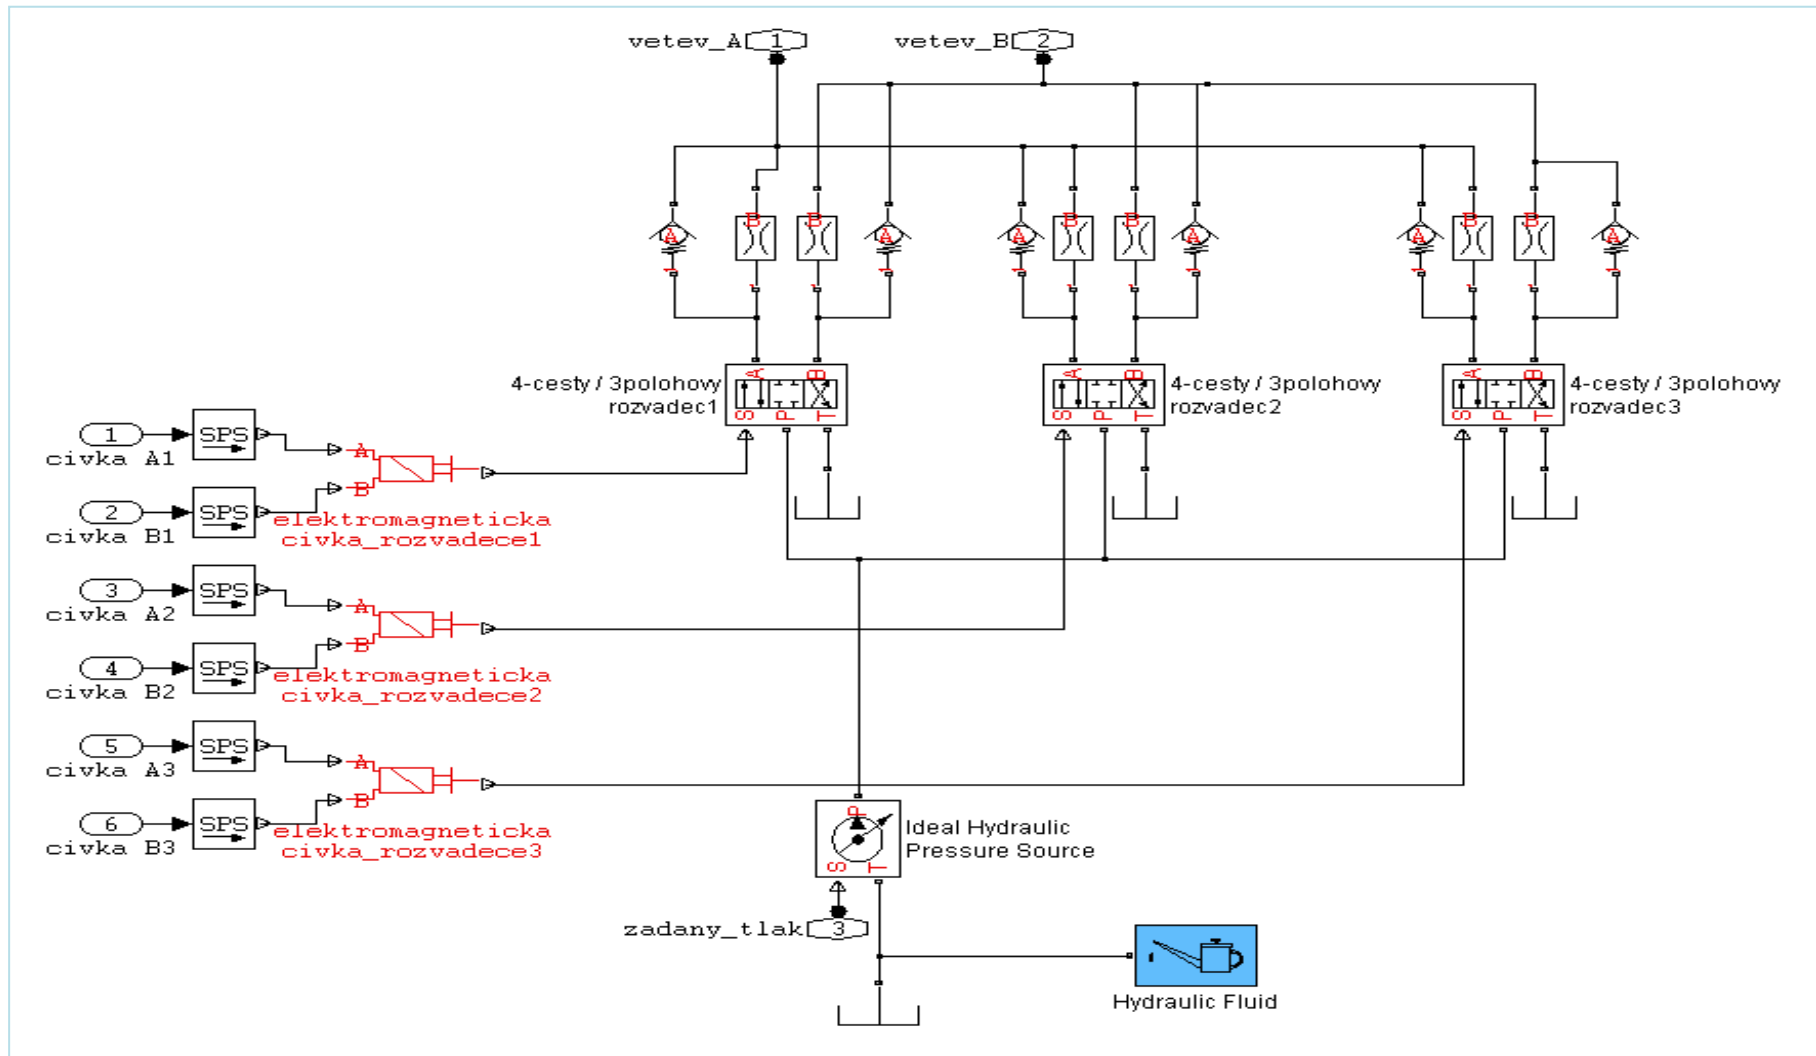 vetev_A 1
vetev_B 2
B
B
A
A
B
B
A
A
B
B
A
A
4-cesty / 3polohovy
rozvadec1
A
B
S
P
T
4-cesty / 3polohovy
rozvadec2
A
B
S
P
T
4-cesty / 3polohovy
rozvadec3
A
B
S
P
T
1
SPS
civka A1
A
2
SPS
civka B1
B
elektromagneticka
civka_rozvadece1
3
SPS
civka A2
A
4
SPS
civka B2
B
elektromagneticka
civka_rozvadece2
5
SPS
civka A3
A
6
SPS
civka B3
B
elektromagneticka
civka_rozvadece3
P
S
T
Ideal Hydraulic
Pressure Source
zadany_tlak 3
Hydraulic Fluid